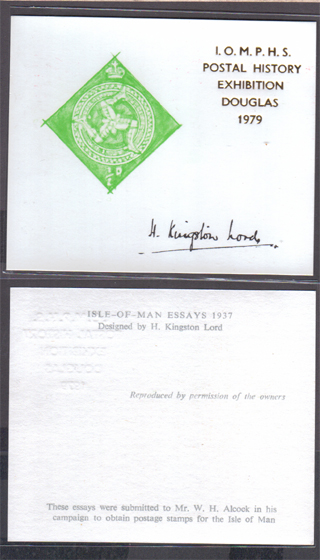 I. O. M. P. H. S.
POSTAL HISTORY
EXHIBITION
DOUGLAS
1979
½D
H. Kingston Lord.
ISLE-OF-MAN ESSAYS 1937
Designed by H. Kingston Lord
Reproduced by permission of the owners
These essays were submitted to Mr. W. H. Alcock in his
campaign to obtain postage stamps for the Isle of Man